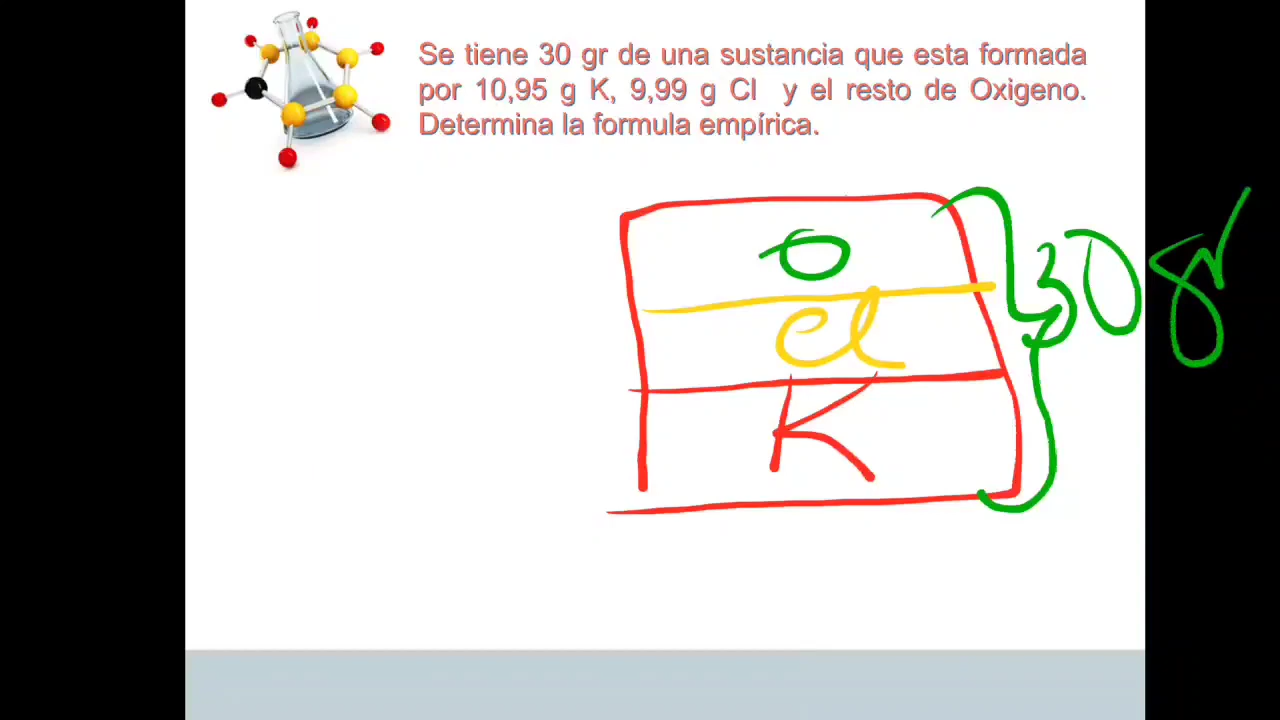 Se tiene 30 gr de una sustancia que esta formada
por 10,95 g K, 9,99 g Cl y el resto de Oxigeno.
Determina la formula empírica.
O
Cl
30 gr
K